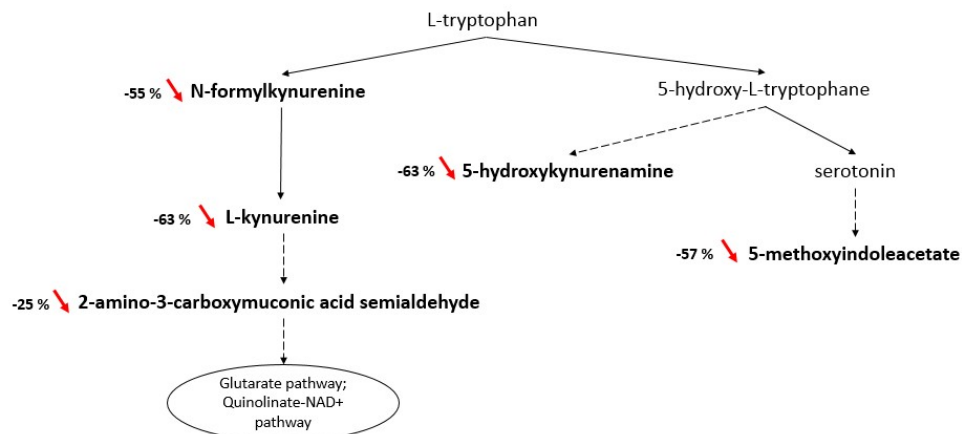 L-tryptophan
-55 % N-formylkynurenine
5-hydroxy-L-tryptophane
-63 % 5-hydroxykynurenamine
serotonin
-63 % L-kynurenine
-57 % 5-methoxyindoleacetate
-25 % 2-amino-3-carboxymuconic acid semialdehyde
Glutarate pathway;
Quinolinate-NAD+
pathway